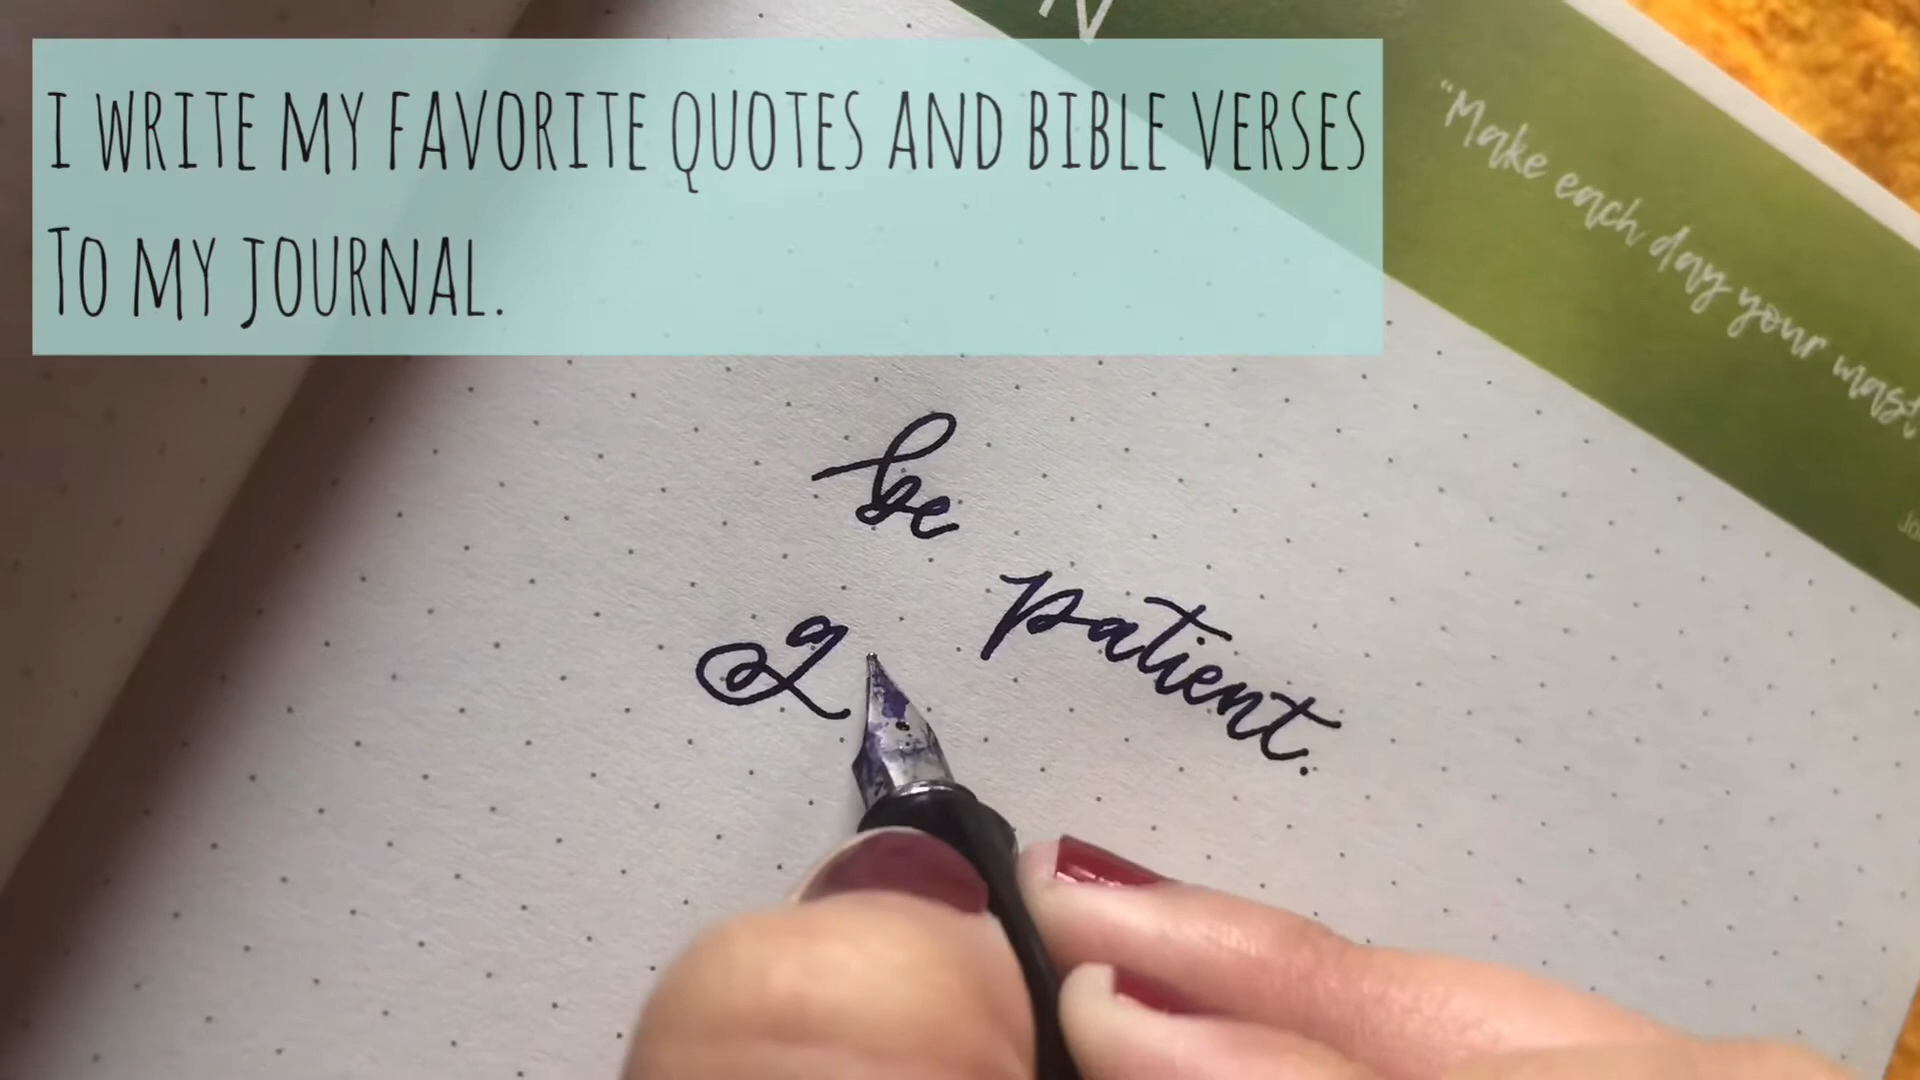 I WRITE MY FAVORITE QUOTES AND BIBLE VERSES
TO MY JOURNAL.
N
"Make each day your mast
be
patient.